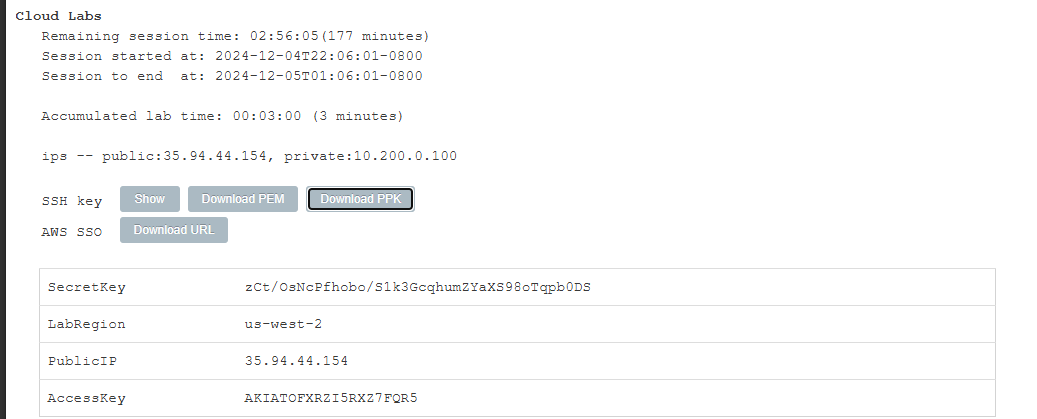 Cloud Labs
Remaining session time: 02:56:05(177 minutes)
Session started at: 2024-12-04T22:06:01-0800
Session to end  at: 2024-12-05T01:06:01-0800
Accumulated lab time: 00:03:00 (3 minutes)
ips -- public:35.94.44.154, private:10.200.0.100
SSH key Show Download PEM Download PPK
AWS SSO Download URL
SecretKey zCt/OsNcPfhobo/S1k3GcqhumZYaXS98oTqpb0DS
LabRegion us-west-2
PublicIP 35.94.44.154
AccessKey AKIATOFXRZI5RXZ7FQR5